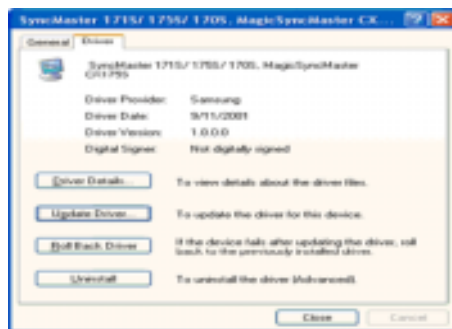 SyncMaster 171S/ 175S/ 170S, MagicSyncMaster CX...
General
Driver
SyncMaster 171S/ 175S/ 170S, MagicSyncMaster
Driver Provider: Samsung
Driver Date: 9/11/2001
Driver Version: 1.0.0.0
Digital Signer: Not digitally signed
Driver Details... To view details about the driver files.
Update Driver... To update the driver for this device.
Roll Back Driver If the device fails after updating the driver, roll
back to the previously installed driver.
Uninstall To uninstall the driver (Advanced).
Close Cancel